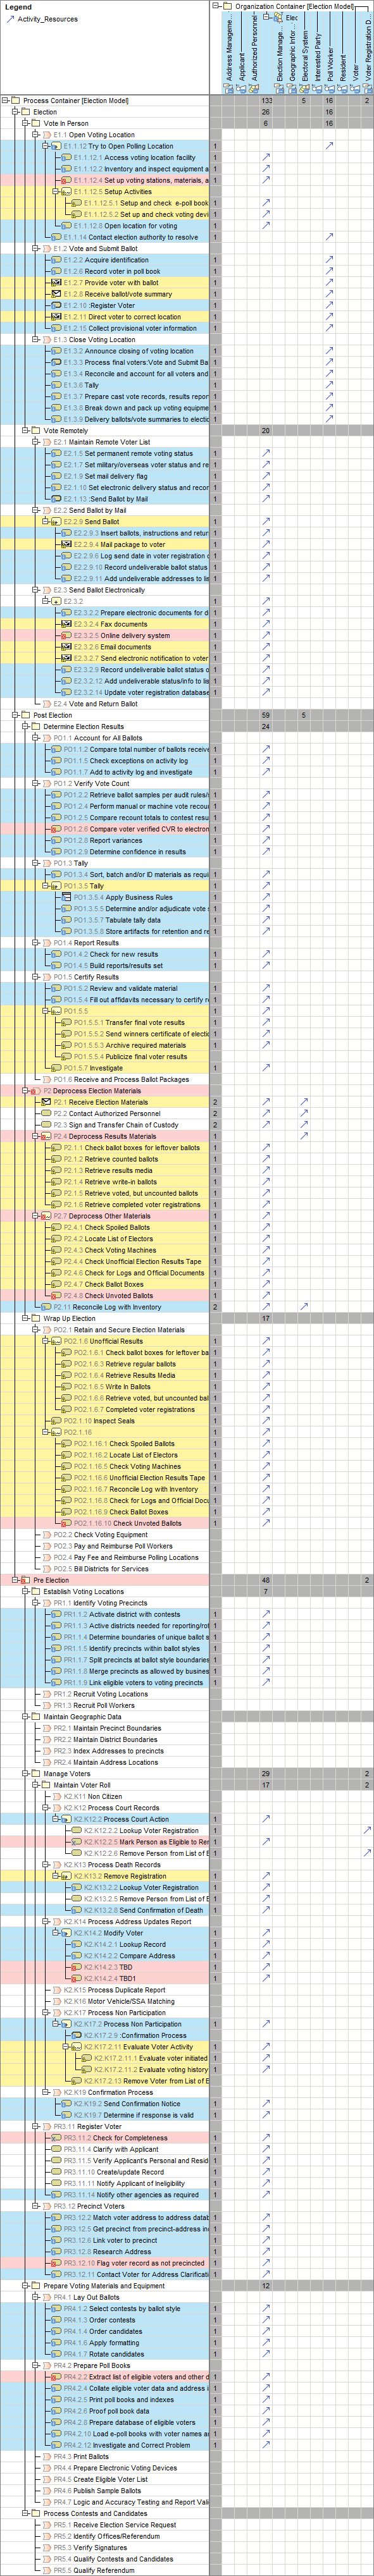 Legend
Activity_Resources
Organization Container [Election Model]
Elec
Address Manageme...
Applicant
Authorized Personnel
Election Manage...
Geographic Infor...
Electoral System
Interested Party
Poll Worker
Resident
Voter
Voter Registration D...
Process Container [Election Model] 133 5 16 2
Election 26 16
Vote In Person 6 16
E1.1 Open Voting Location
E1.1.12 Try to Open Polling Location 1
E1.1.12.1 Access voting location facility 1
E1.1.12.2 Inventory and inspect equipment a 1
E1.1.12.4 Set up voting stations, materials, a 1
E1.1.12.5 Setup Activities 1
E1.1.12.5.1 Setup and check e-poll book 1
E1.1.12.5.2 Set up and check voting devi 1
E1.1.12.8 Open location for voting 1
E1.1.14 Contact election authority to resolve 1
E1.2 Vote and Submit Ballot
E1.2.2 Acquire identification 1
E1.2.6 Record voter in poll book 1
E1.2.7 Provide voter with ballot 1
E1.2.8 Receive ballot/vote summary 1
E1.2.10 :Register Voter 1
E1.2.11 Direct voter to correct location 1
E1.2.15 Collect provisional voter information 1
E1.3 Close Voting Location
E1.3.2 Announce closing of voting location 1
E1.3.3 Process final voters:Vote and Submit Ba 1
E1.3.4 Reconcile and account for all voters and 1
E1.3.6 Tally 1
E1.3.7 Prepare cast vote records, results repor 1
E1.3.8 Break down and pack up voting equipme 1
E1.3.9 Delivery ballots/vote summaries to electic 1
Vote Remotely 20
E2.1 Maintain Remote Voter List
E2.1.5 Set permanent remote voting status 1
E2.1.7 Set military/overseas voter status and re 1
E2.1.9 Set mail delivery flag 1
E2.1.10 Set electronic delivery status and recor 1
E2.1.13 :Send Ballot by Mail 1
E2.2 Send Ballot by Mail
E2.2.9 Send Ballot 1
E2.2.9.3 Insert ballots, instructions and retur 1
E2.2.9.4 Mail package to voter 1
E2.2.9.6 Log send date in voter registration c 1
E2.2.9.10 Record undeliverable ballot status 1
E2.2.9.11 Add undeliverable addresses to lis 1
E2.3 Send Ballot Electronically
E2.3.2 1
E2.3.2.2 Prepare electronic documents for d 1
E2.3.2.4 Fax documents 1
E2.3.2.5 Online delivery system 1
E2.3.2.6 Email documents 1
E2.3.2.7 Send electronic notification to voter 1
E2.3.2.9 Record undeliverable ballot status o 1
E2.3.2.12 Add undeliverable status/info to lis 1
E2.3.2.14 Update voter registration database 1
E2.4 Vote and Return Ballot
Post Election 59 5
Determine Election Results 24
PO1.1 Account for All Ballots
PO1.1.2 Compare total number of ballots receive 1
PO1.1.5 Check exceptions on activity log 1
PO1.1.7 Add to activity log and investigate 1
PO1.2 Verify Vote Count
PO1.2.2 Retrieve ballot samples per audit rules/ 1
PO1.2.4 Perform manual or machine vote recou 1
PO1.2.5 Compare recount totals to contest resu 1
PO1.2.6 Compare voter verified CVR to electron 1
PO1.2.8 Report variances 1
PO1.2.9 Determine confidence in results 1
PO1.3 Tally
PO1.3.4 Sort, batch and/or ID materials as requi 1
PO1.3.5 Tally 1
PO1.3.5.4 Apply Business Rules 1
PO1.3.5.5 Determine and/or adjudicate vote s 1
PO1.3.5.7 Tabulate tally data 1
PO1.3.5.8 Store artifacts for retention and re 1
PO1.4 Report Results
PO1.4.2 Check for new results 1
PO1.4.5 Build reports/results set 1
PO1.5 Certify Results
PO1.5.2 Review and validate material 1
PO1.5.4 Fill out affidavits necessary to certify r 1
PO1.5.5 1
PO1.5.5.1 Transfer final vote results 1
PO1.5.5.2 Send winners certificate of electi 1
PO1.5.5.3 Archive required materials 1
PO1.5.5.4 Publicize final voter results 1
PO1.5.7 Investigate 1
PO1.6 Receive and Process Ballot Packages
P2 Deprocess Election Materials
P2.1 Receive Election Materials 2
P2.2 Contact Authorized Personnel 2
P2.3 Sign and Transfer Chain of Custody 2
P2.4 Deprocess Results Materials 1
P2.1.1 Check ballot boxes for leftover ballots 1
P2.1.2 Retrieve counted ballots 1
P2.1.3 Retrieve results media 1
P2.1.4 Retrieve write-in ballots 1
P2.1.5 Retrieve voted, but uncounted ballots 1
P2.1.6 Retrieve completed voter registrations 1
P2.7 Deprocess Other Materials 1
P2.4.1 Check Spoiled Ballots 1
P2.4.2 Locate List of Electors 1
P2.4.3 Check Voting Machines 1
P2.4.4 Check Unofficial Election Results Tape 1
P2.4.6 Check for Logs and Official Documents 1
P2.4.7 Check Ballot Boxes 1
P2.4.8 Check Unvoted Ballots 1
P2.11 Reconcile Log with Inventory 2
Wrap Up Election 17
PO2.1 Retain and Secure Election Materials
PO2.1.6 Unofficial Results 1
PO2.1.6.1 Check ballot boxes for leftover ba 1
PO2.1.6.3 Retrieve regular ballots 1
PO2.1.6.4 Retrieve Results Media 1
PO2.1.6.5 Write In Ballots 1
PO2.1.6.6 Retrieve voted, but uncounted bal 1
PO2.1.6.7 Completed voter registrations 1
PO2.1.10 Inspect Seals 1
PO2.1.16 1
PO2.1.16.1 Check Spoiled Ballots 1
PO2.1.16.2 Locate List of Electors 1
PO2.1.16.5 Check Voting Machines 1
PO2.1.16.6 Unofficial Election Results Tape 1
PO2.1.16.7 Reconcile Log with Inventory 1
PO2.1.16.8 Check for Logs and Official Docu 1
PO2.1.16.9 Check Ballot Boxes 1
PO2.1.16.10 Check Unvoted Ballots 1
PO2.2 Check Voting Equipment
PO2.3 Pay and Reimburse Poll Workers
PO2.4 Pay Fee and Reimburse Polling Locations
PO2.5 Bill Districts for Services
Pre Election 48 2
Establish Voting Locations 7
PR1.1 Identify Voting Precincts
PR1.1.2 Activate district with contests 1
PR1.1.3 Active districts needed for reporting/rot 1
PR1.1.4 Determine boundaries of unique ballot s 1
PR1.1.5 Identify precincts within ballot styles 1
PR1.1.7 Split precincts at ballot style boundaries 1
PR1.1.8 Merge precincts as allowed by busines 1
PR1.1.9 Link eligible voters to voting precincts 1
PR1.2 Recruit Voting Locations
PR1.3 Recruit Poll Workers
Maintain Geographic Data
PR2.1 Maintain Precinct Boundaries
PR2.2 Maintain District Boundaries
PR2.3 Index Addresses to precincts
PR2.4 Maintain Address Locations
Manage Voters 29 2
Maintain Voter Roll 17 2
K2.K11 Non Citizen
K2.K12 Process Court Records
K2.K12.2 Process Court Action 1
K2.K12.2.2 Lookup Voter Registration 1
K2.K12.2.5 Mark Person as Eligible to Re 1
K2.K12.2.6 Remove Person from List of E 1
K2.K13 Process Death Records
K2.K13.2 Remove Registration 1
K2.K13.2.2 Lookup Voter Registration 1
K2.K13.2.5 Remove Person from List of E 1
K2.K13.2.8 Send Confirmation of Death 1
K2.K14 Process Address Updates Report
K2.K14.2 Modify Voter 1
K2.K14.2.1 Lookup Record 1
K2.K14.2.2 Compare Address 1
K2.K14.2.3 TBD 1
K2.K14.2.4 TBD1 1
K2.K15 Process Duplicate Report
K2.K16 Motor Vehicle/SSA Matching
K2.K17 Process Non Participation
K2.K17.2 Process Non Participation 1
K2.K17.2.9 :Confirmation Process 1
K2.K17.2.11 Evaluate Voter Activity 1
K2.K17.2.11.1 Evaluate voter initiated 1
K2.K17.2.11.2 Evaluate voting history 1
K2.K17.2.13 Remove Voter from List of E 1
K2.K19 Confirmation Process
K2.K19.2 Send Confirmation Notice 1
K2.K19.7 Determine if response is valid 1
PR3.11 Register Voter
PR3.11.2 Check for Completeness 1
PR3.11.4 Clarify with Applicant 1
PR3.11.5 Verify Applicant's Personal and Resid 1
PR3.11.10 Create/update Record 1
PR3.11.11 Notify Applicant of Ineligibility 1
PR3.11.14 Notify other agencies as required 1
PR3.12 Precinct Voters
PR3.12.2 Match voter address to address datab 1
PR3.12.5 Get precinct from precinct-address in 1
PR3.12.6 Link voter to precinct 1
PR3.12.8 Research Address 1
PR3.12.10 Flag voter record as not precincted 1
PR3.12.11 Contact Voter for Address Clarificati 1
Prepare Voting Materials and Equipment 12
PR4.1 Lay Out Ballots
PR4.1.2 Select contests by ballot style 1
PR4.1.3 Order contests 1
PR4.1.4 Order candidates 1
PR4.1.6 Apply formatting 1
PR4.1.7 Rotate candidates 1
PR4.2 Prepare Poll Books
PR4.2.2 Extract list of eligible voters and other d 1
PR4.2.4 Collate eligible voter data and address i 1
PR4.2.5 Print poll books and indexes 1
PR4.2.6 Proof poll book data 1
PR4.2.8 Prepare database of eligible voters 1
PR4.2.10 Load e-poll books with voter names a 1
PR4.2.12 Investigate and Correct Problem 1
PR4.3 Print Ballots
PR4.4 Prepare Electronic Voting Devices
PR4.5 Create Eligible Voter List
PR4.6 Publish Sample Ballots
PR4.7 Logic and Accuracy Testing and Report Vali
Process Contests and Candidates
PR5.1 Receive Election Service Request
PR5.2 Identify Offices/Referendum
PR5.3 Verify Signatures
PR5.4 Qualify Contests and Candidates
PR5.5 Qualify Referendum